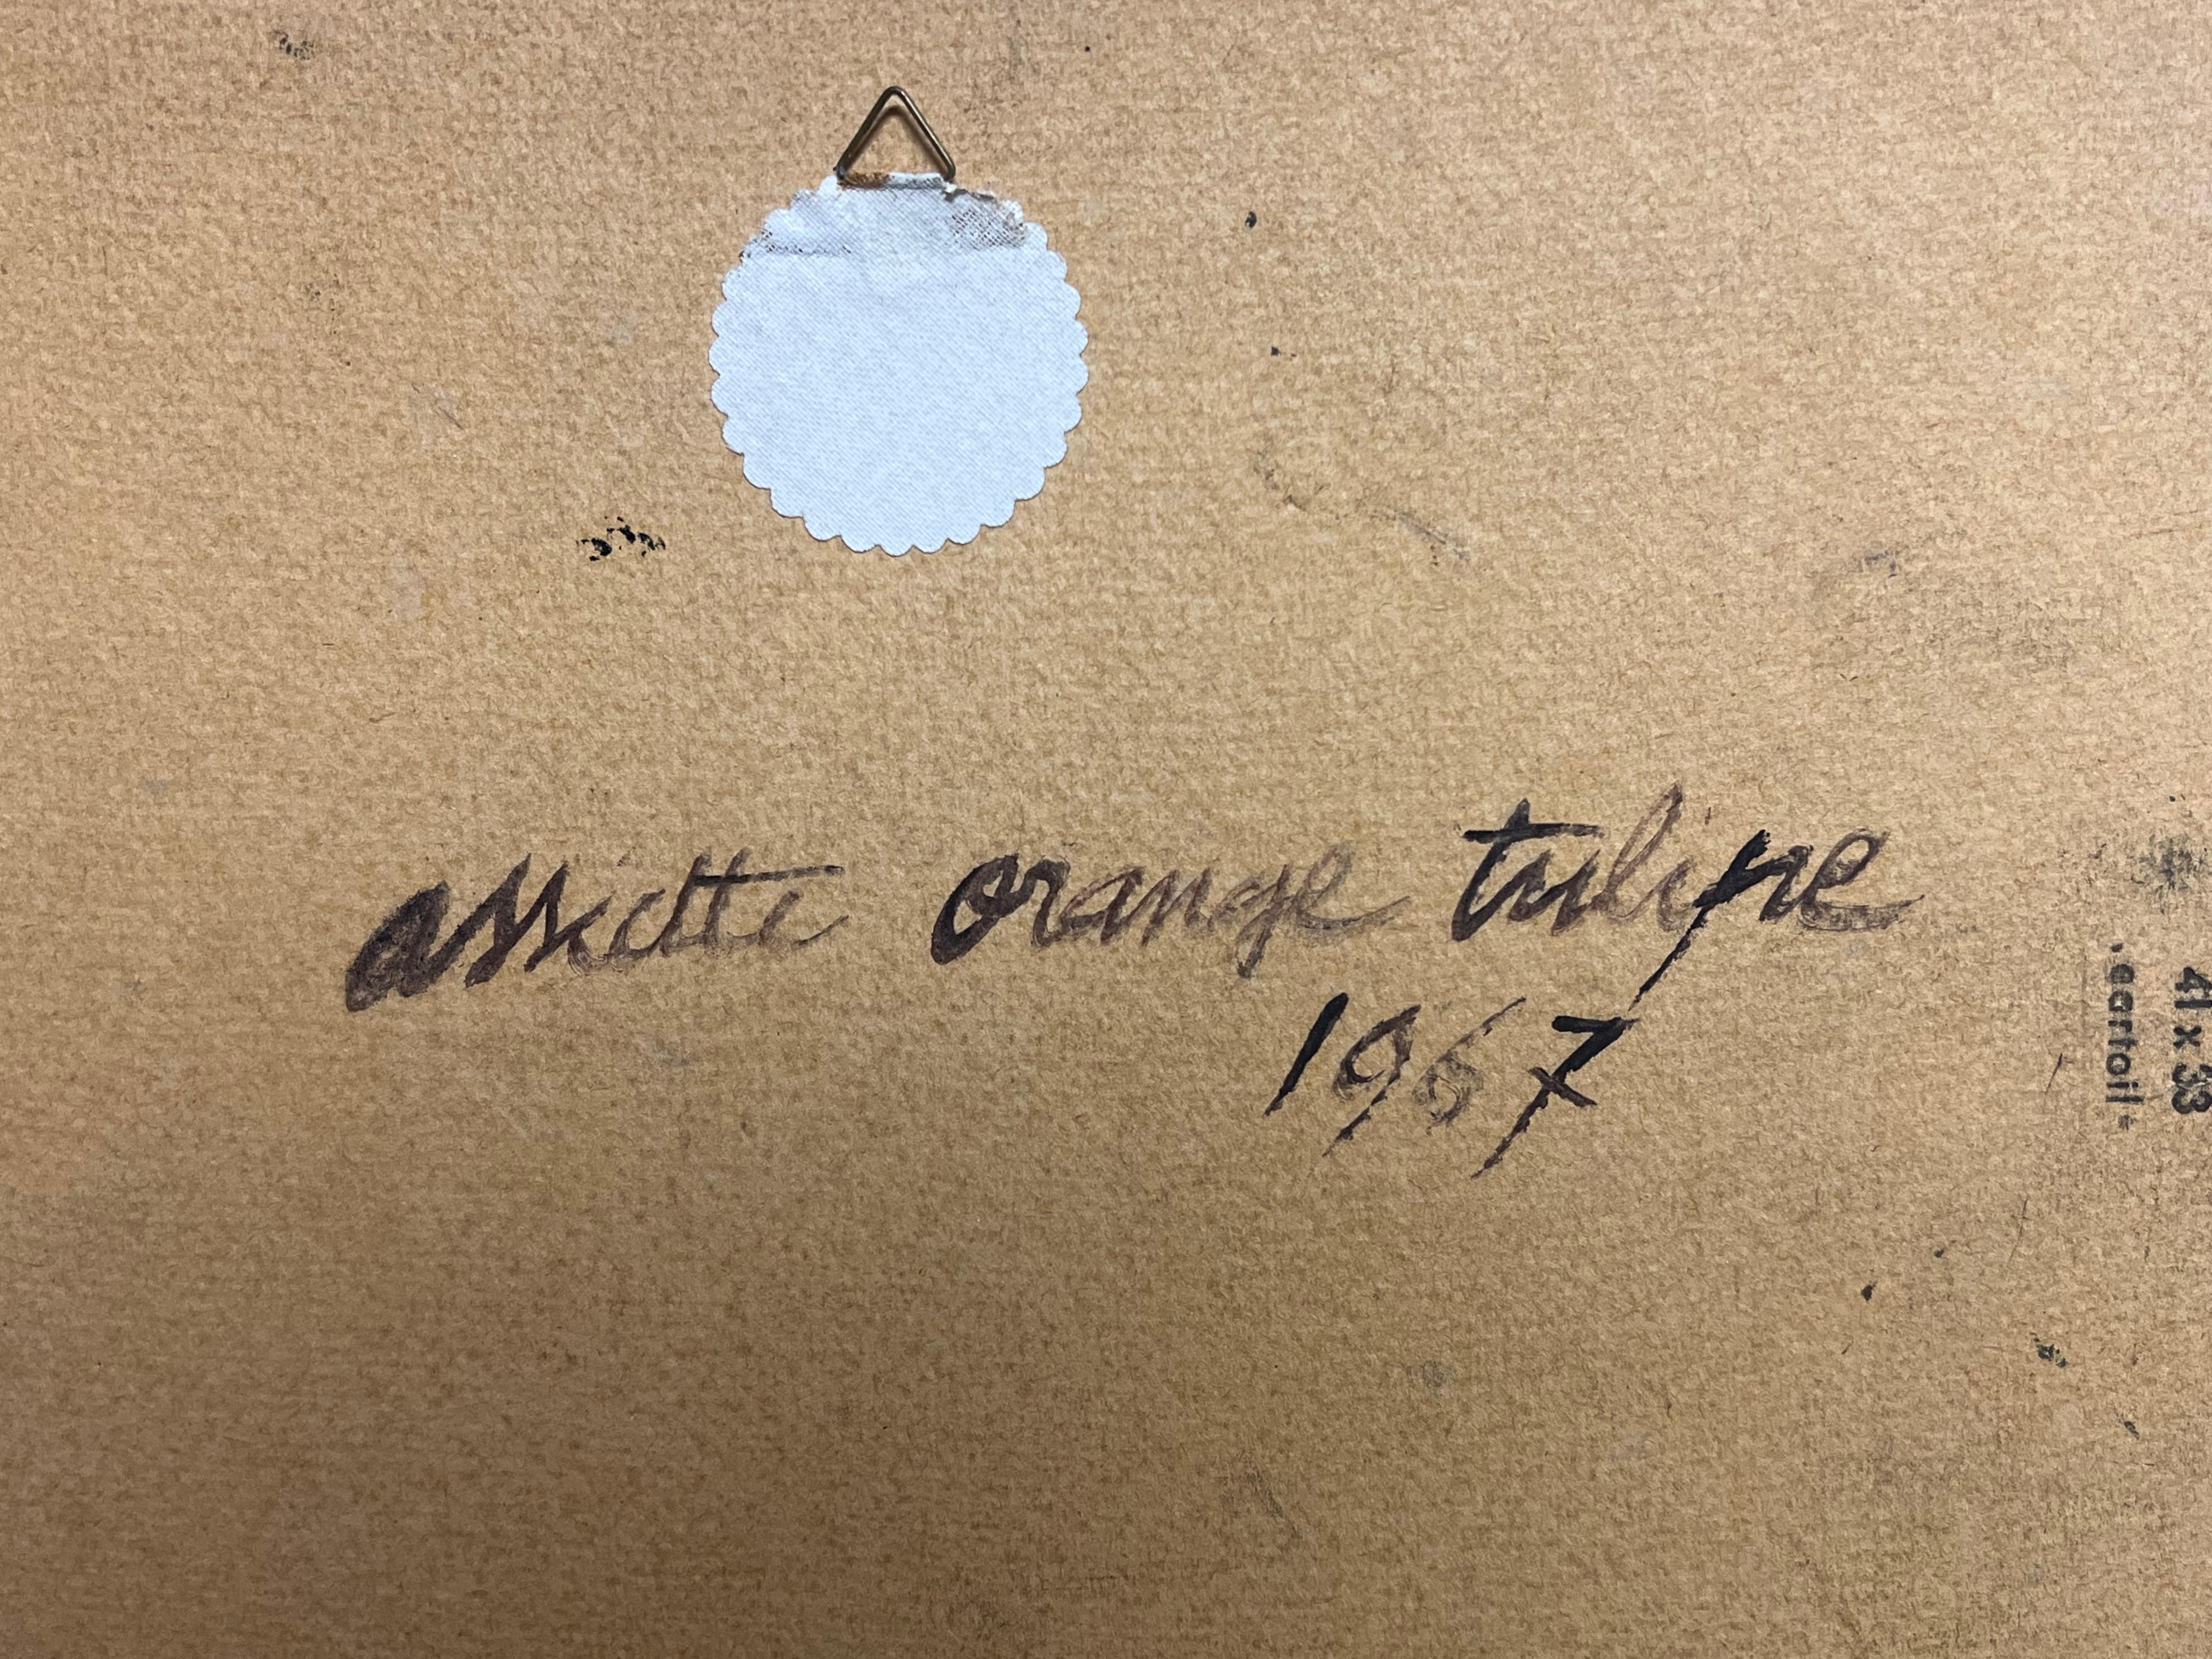 assiette orange tulipe
1967
41 x 33
.cartoil.